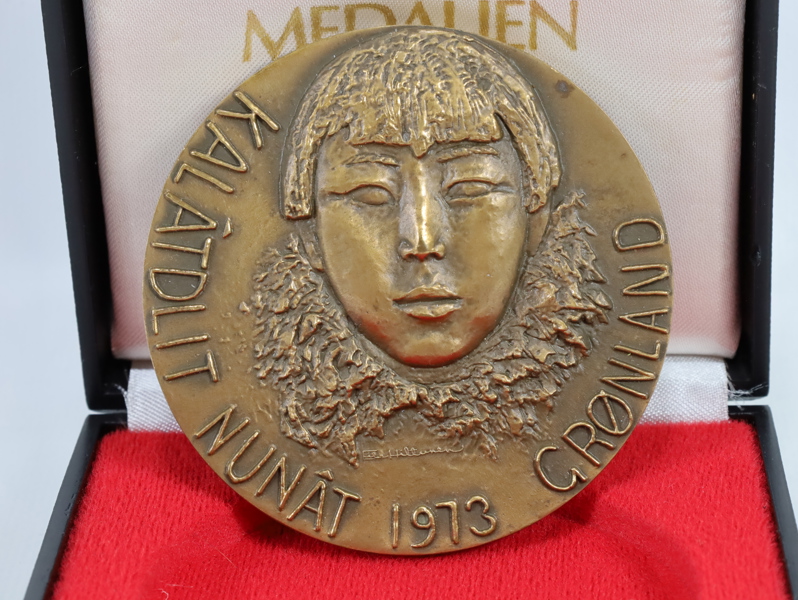 MEDALJEN
KALÂTDLIT NUNÂT 1973 GRØNLAND